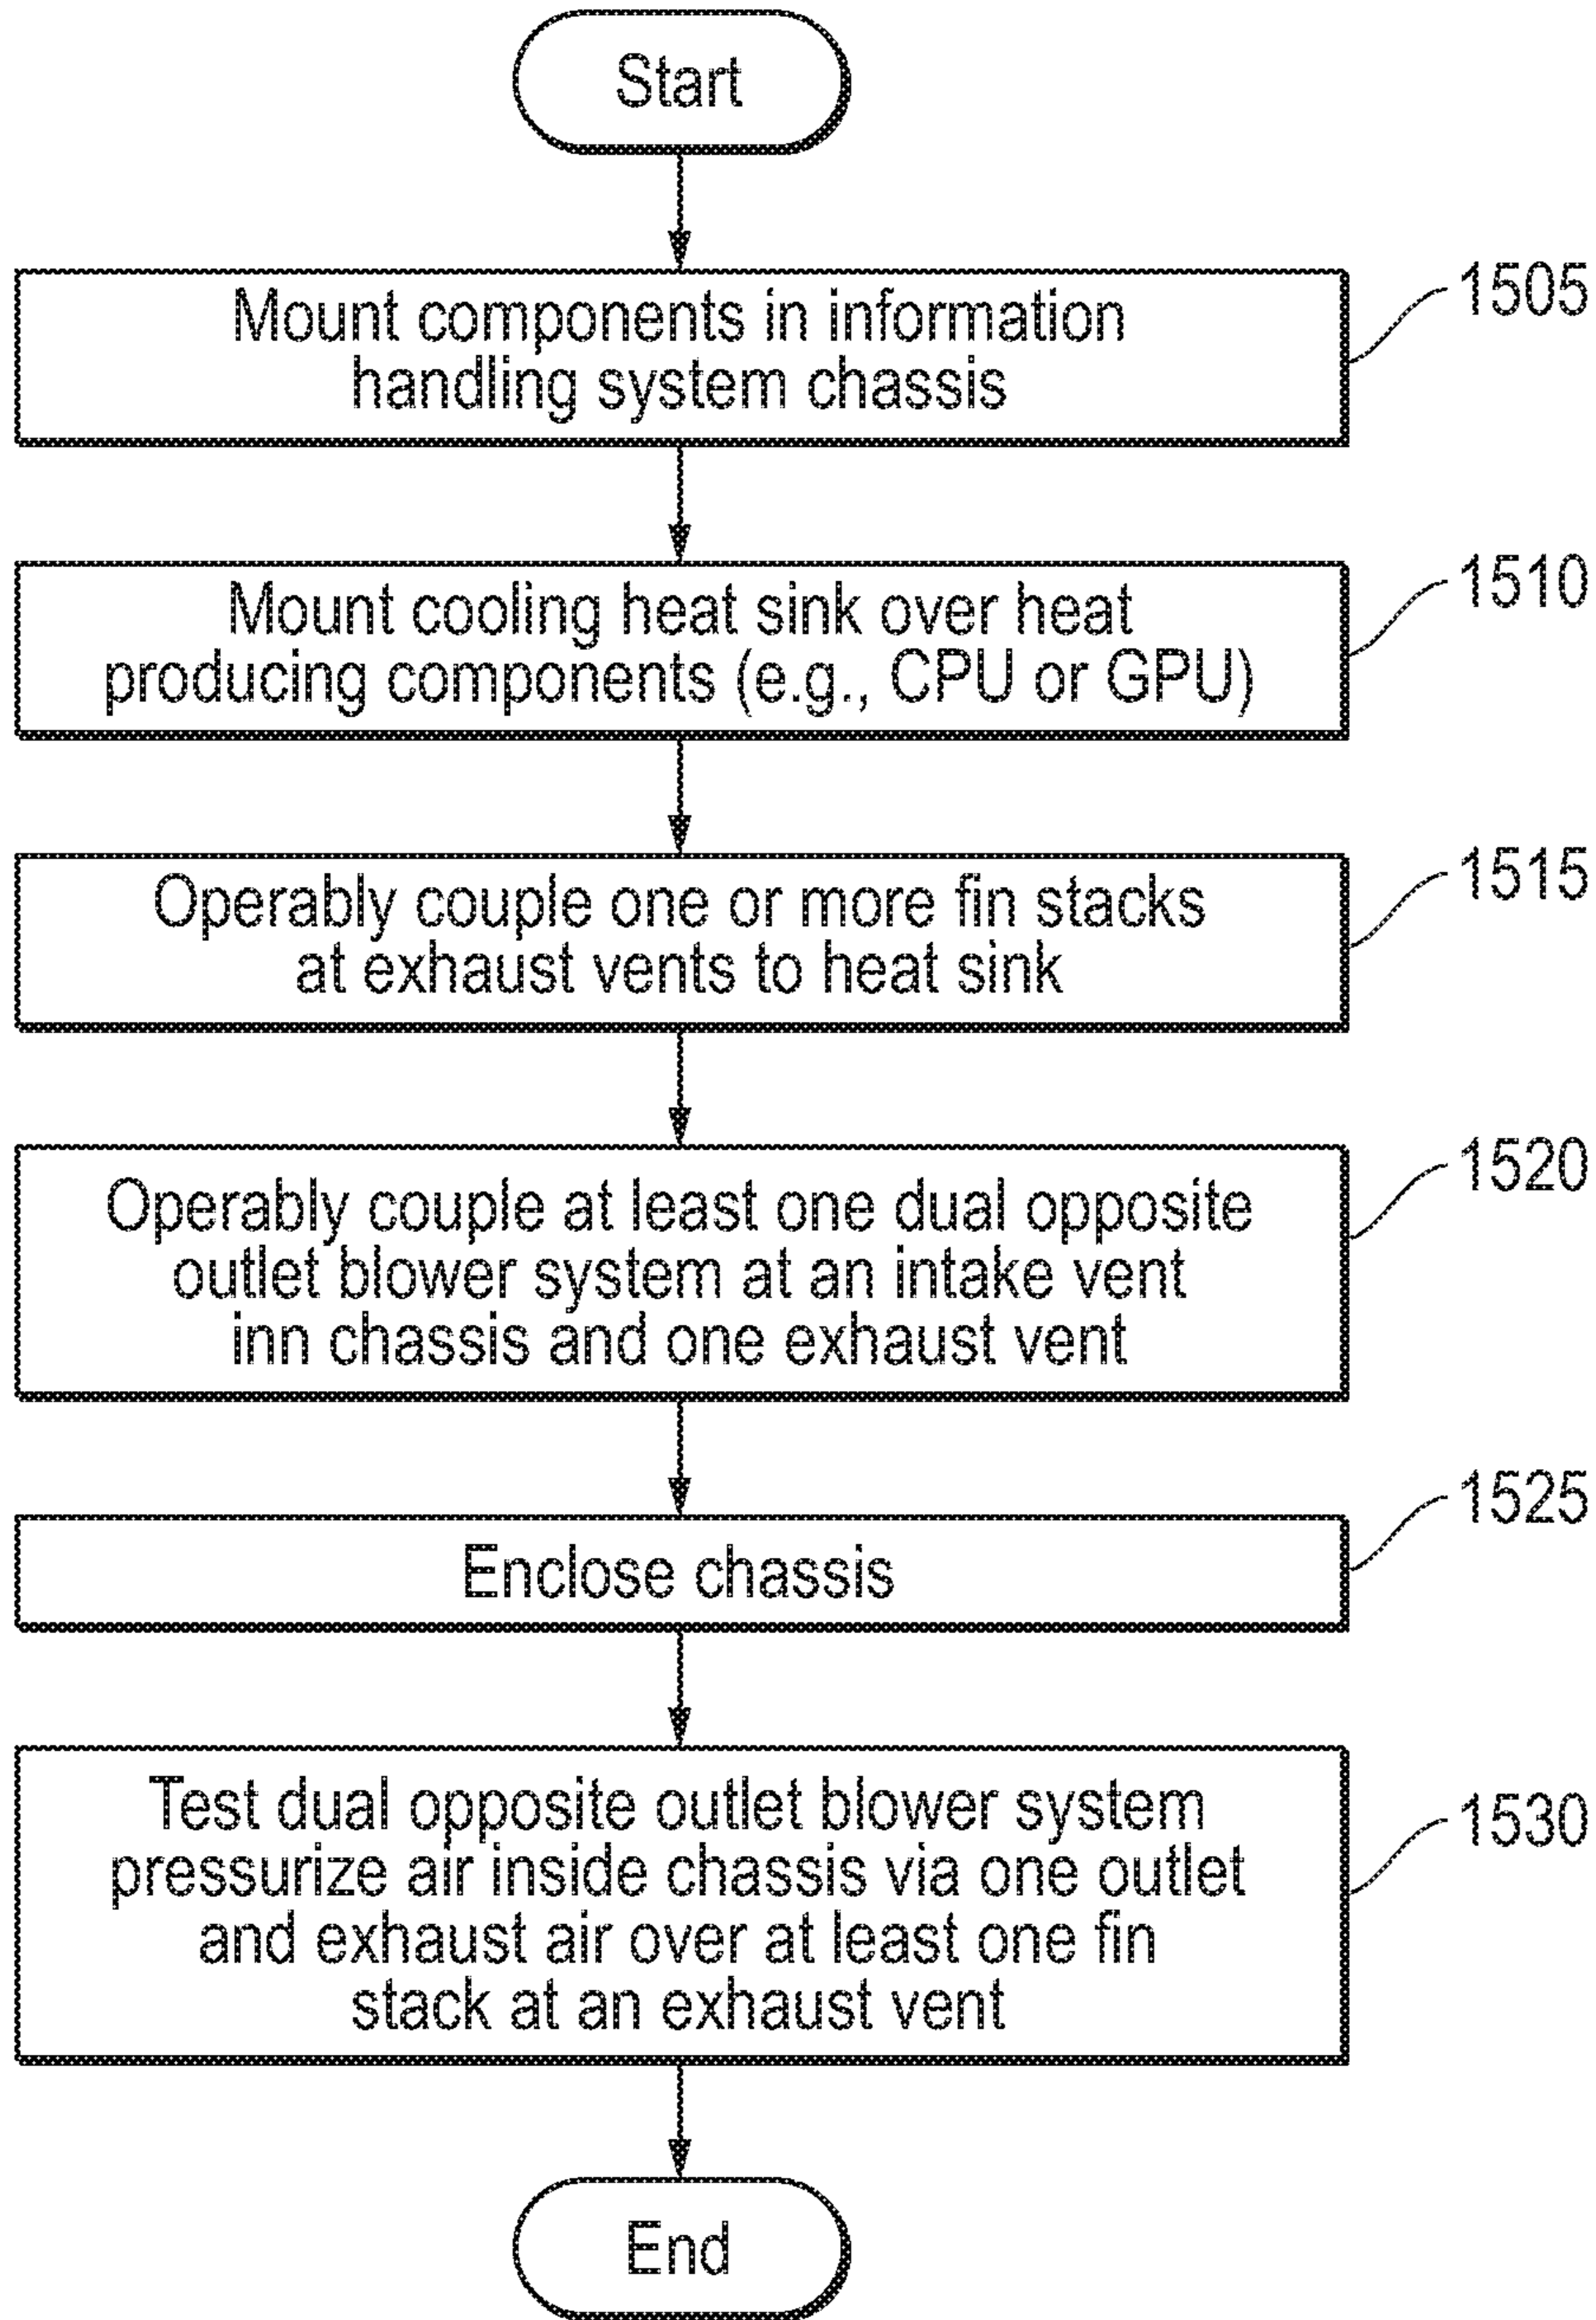 Start
Mount components in information
handling system chassis
1505
Mount cooling heat sink over heat
producing components (e.g., CPU or GPU)
1510
Operably couple one or more fin stacks
at exhaust vents to heat sink
1515
Operably couple at least one dual opposite
outlet blower system at an intake vent
inn chassis and one exhaust vent
1520
Enclose chassis
1525
Test dual opposite outlet blower system
pressurize air inside chassis via one outlet
and exhaust air over at least one fin
stack at an exhaust vent
1530
End